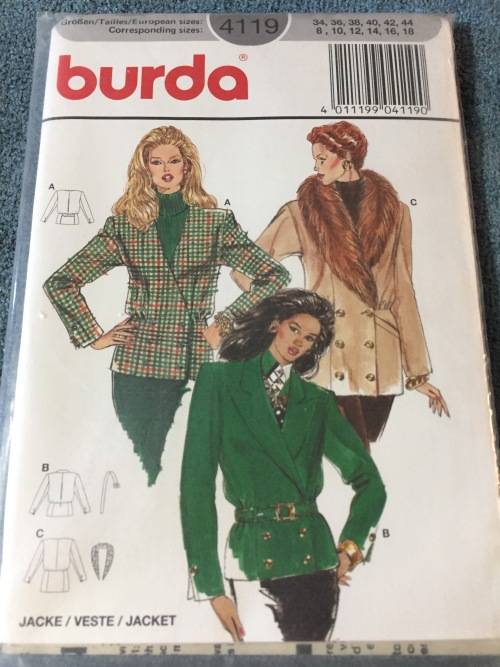 Größen/Tailles/European sizes:
Corresponding sizes:
4119
34, 36, 38, 40, 42, 44
8, 10, 12, 14, 16, 18
burda®
4 011199 041190
A
A
C
B
C
B
JACKE / VESTE / JACKET